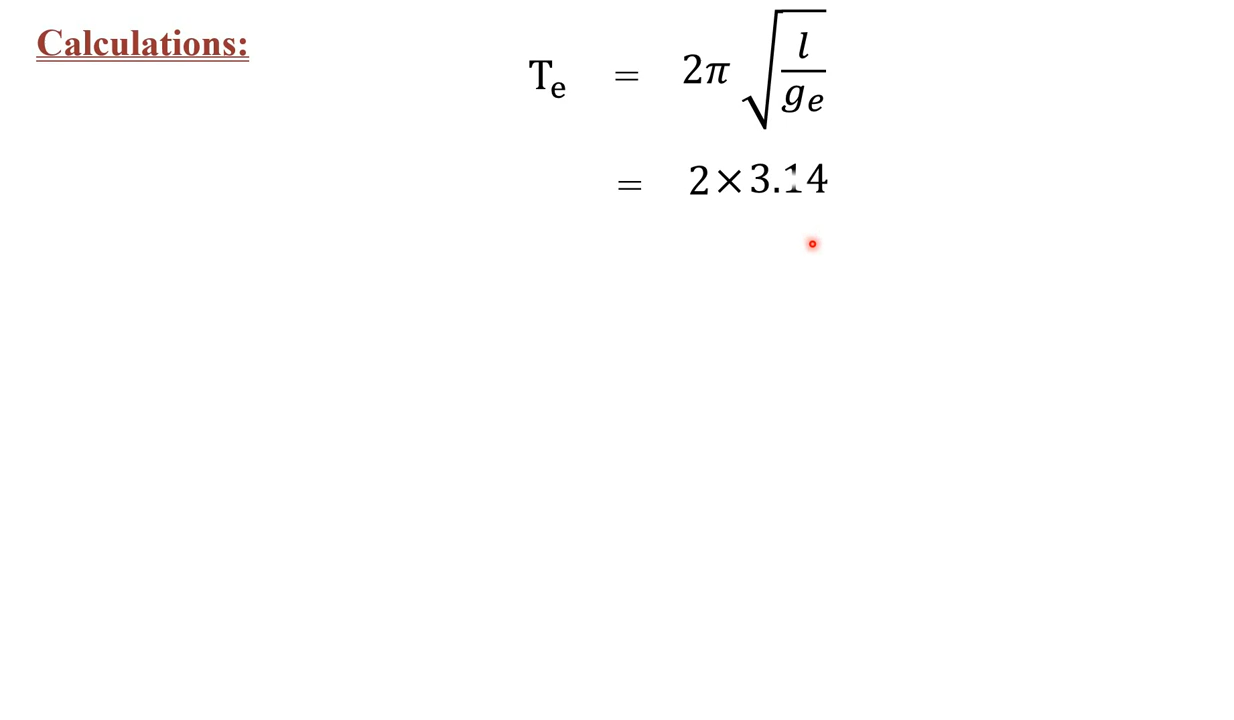 Calculations:
Tₑ = 2π √(l/gₑ)
= 2×3.14